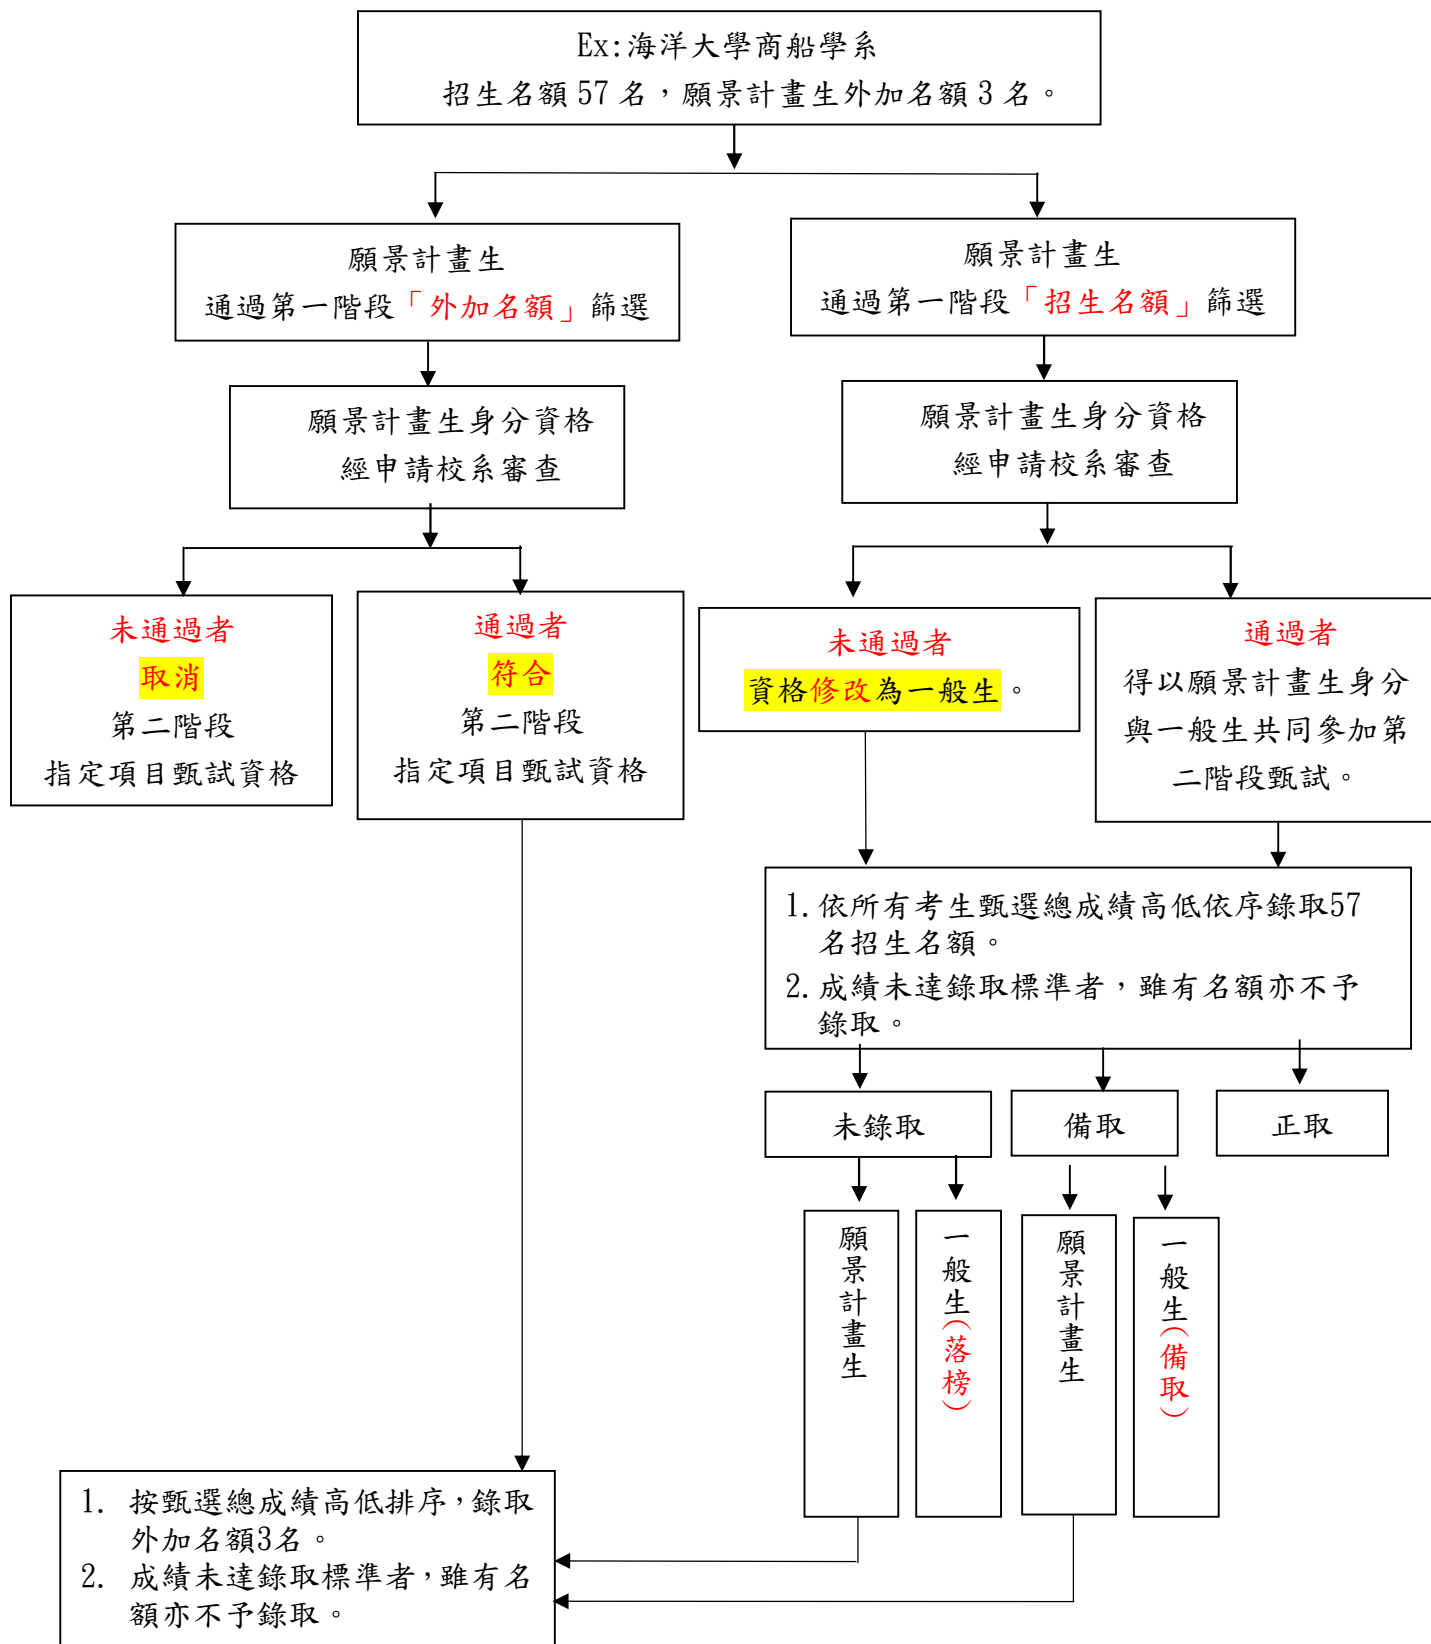 Ex:海洋大學商船學系
招生名額 57 名，願景計畫生外加名額 3 名。
願景計畫生
通過第一階段「外加名額」篩選
願景計畫生
通過第一階段「招生名額」篩選
願景計畫生身分資格
經申請校系審查
願景計畫生身分資格
經申請校系審查
未通過者
取消
第二階段
指定項目甄試資格
通過者
符合
第二階段
指定項目甄試資格
未通過者
資格修改為一般生。
通過者
得以願景計畫生身分
與一般生共同參加第
二階段甄試。
1. 依所有考生甄選總成績高低依序錄取57
名招生名額。
2. 成績未達錄取標準者，雖有名額亦不予
錄取。
未錄取
備取
正取
願景計畫生
一般生(落榜)
願景計畫生
一般生(備取)
1. 按甄選總成績高低排序，錄取
外加名額3名。
2. 成績未達錄取標準者，雖有名
額亦不予錄取。